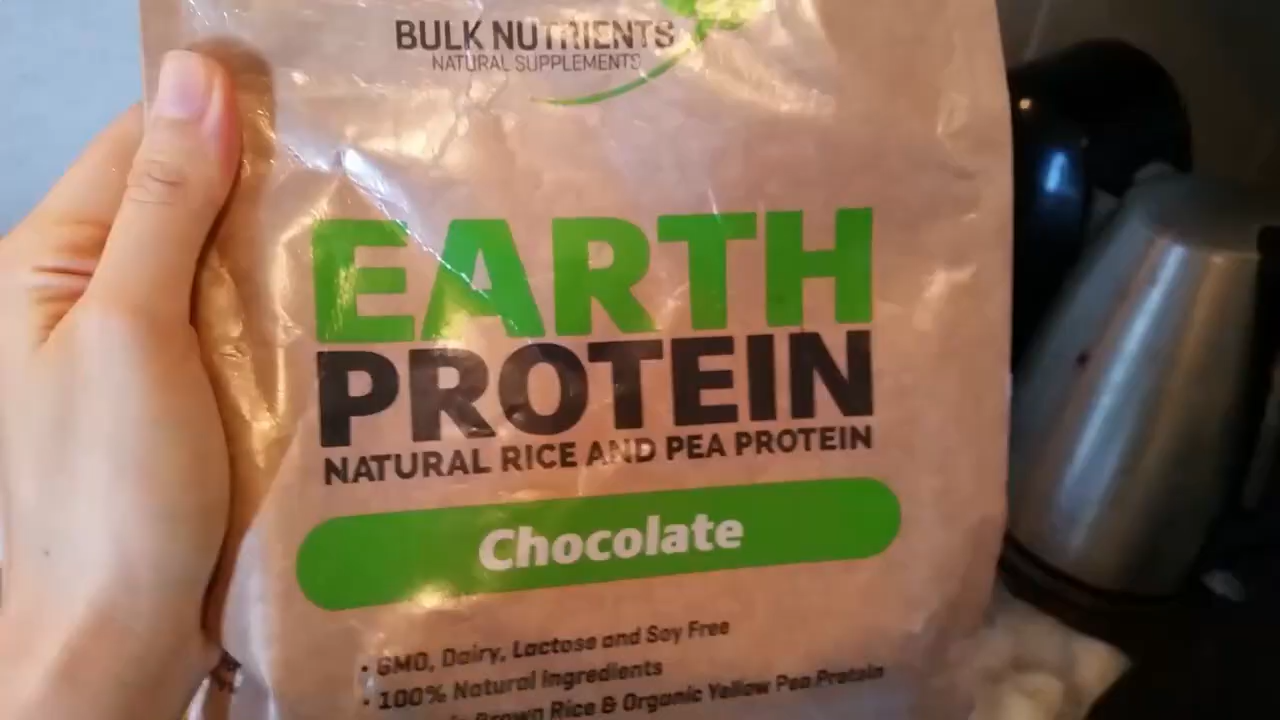 BULK NUTRIENTS
NATURAL SUPPLEMENTS
EARTH
PROTEIN
NATURAL RICE AND PEA PROTEIN
Chocolate
• GMO, Dairy, Lactose and Soy Free
• 100% Natural Ingredients
Brown Rice & Organic Yellow Pea Protein